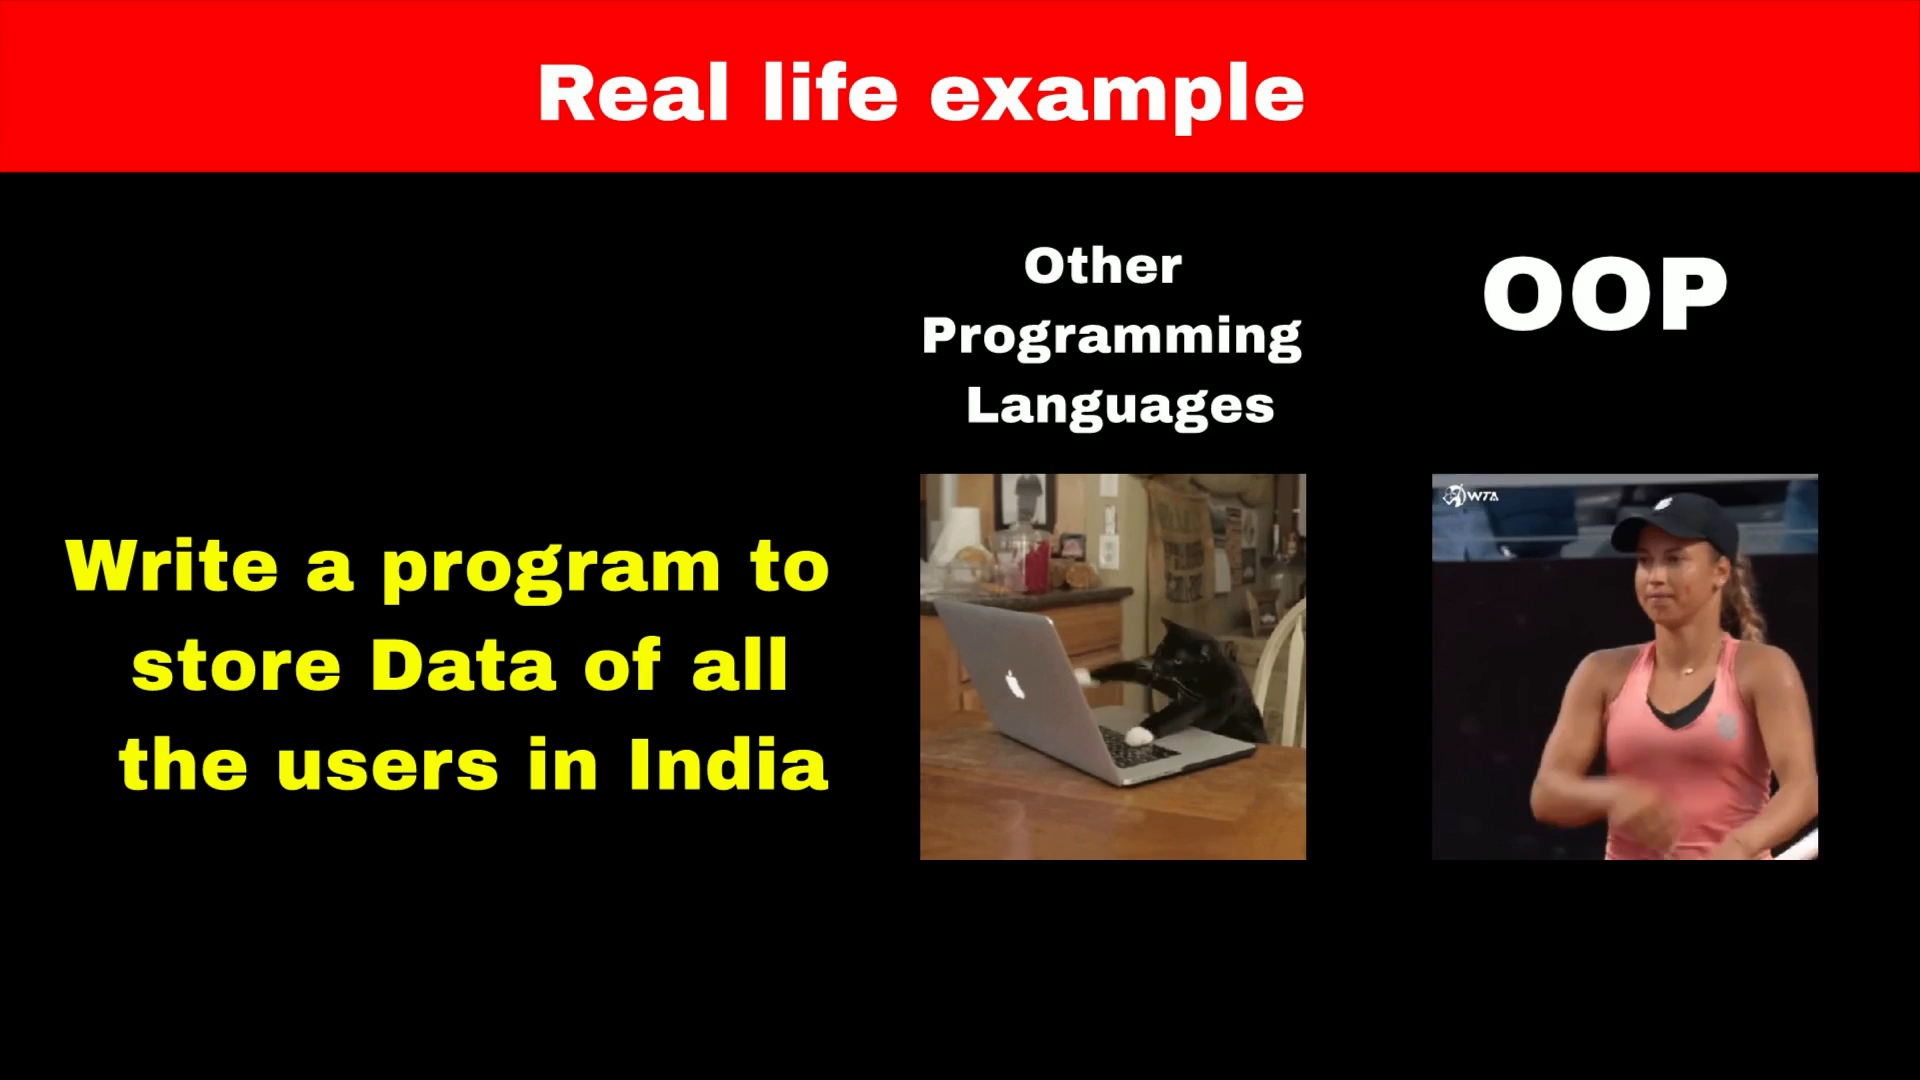 Real life example
Other
Programming
Languages
OOP
WTA
Write a program to
store Data of all
the users in India